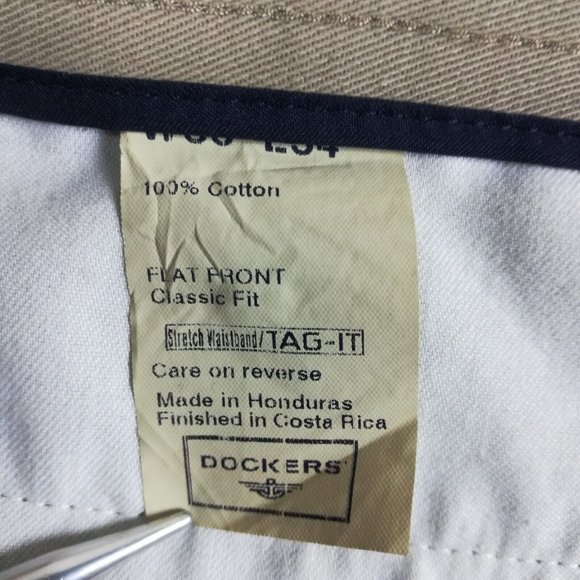 100% Cotton
FLAT FRONT
Classic Fit
Stretch Waistband/TAG-IT
Care on reverse
Made in Honduras
Finished in Costa Rica
DOCKERS